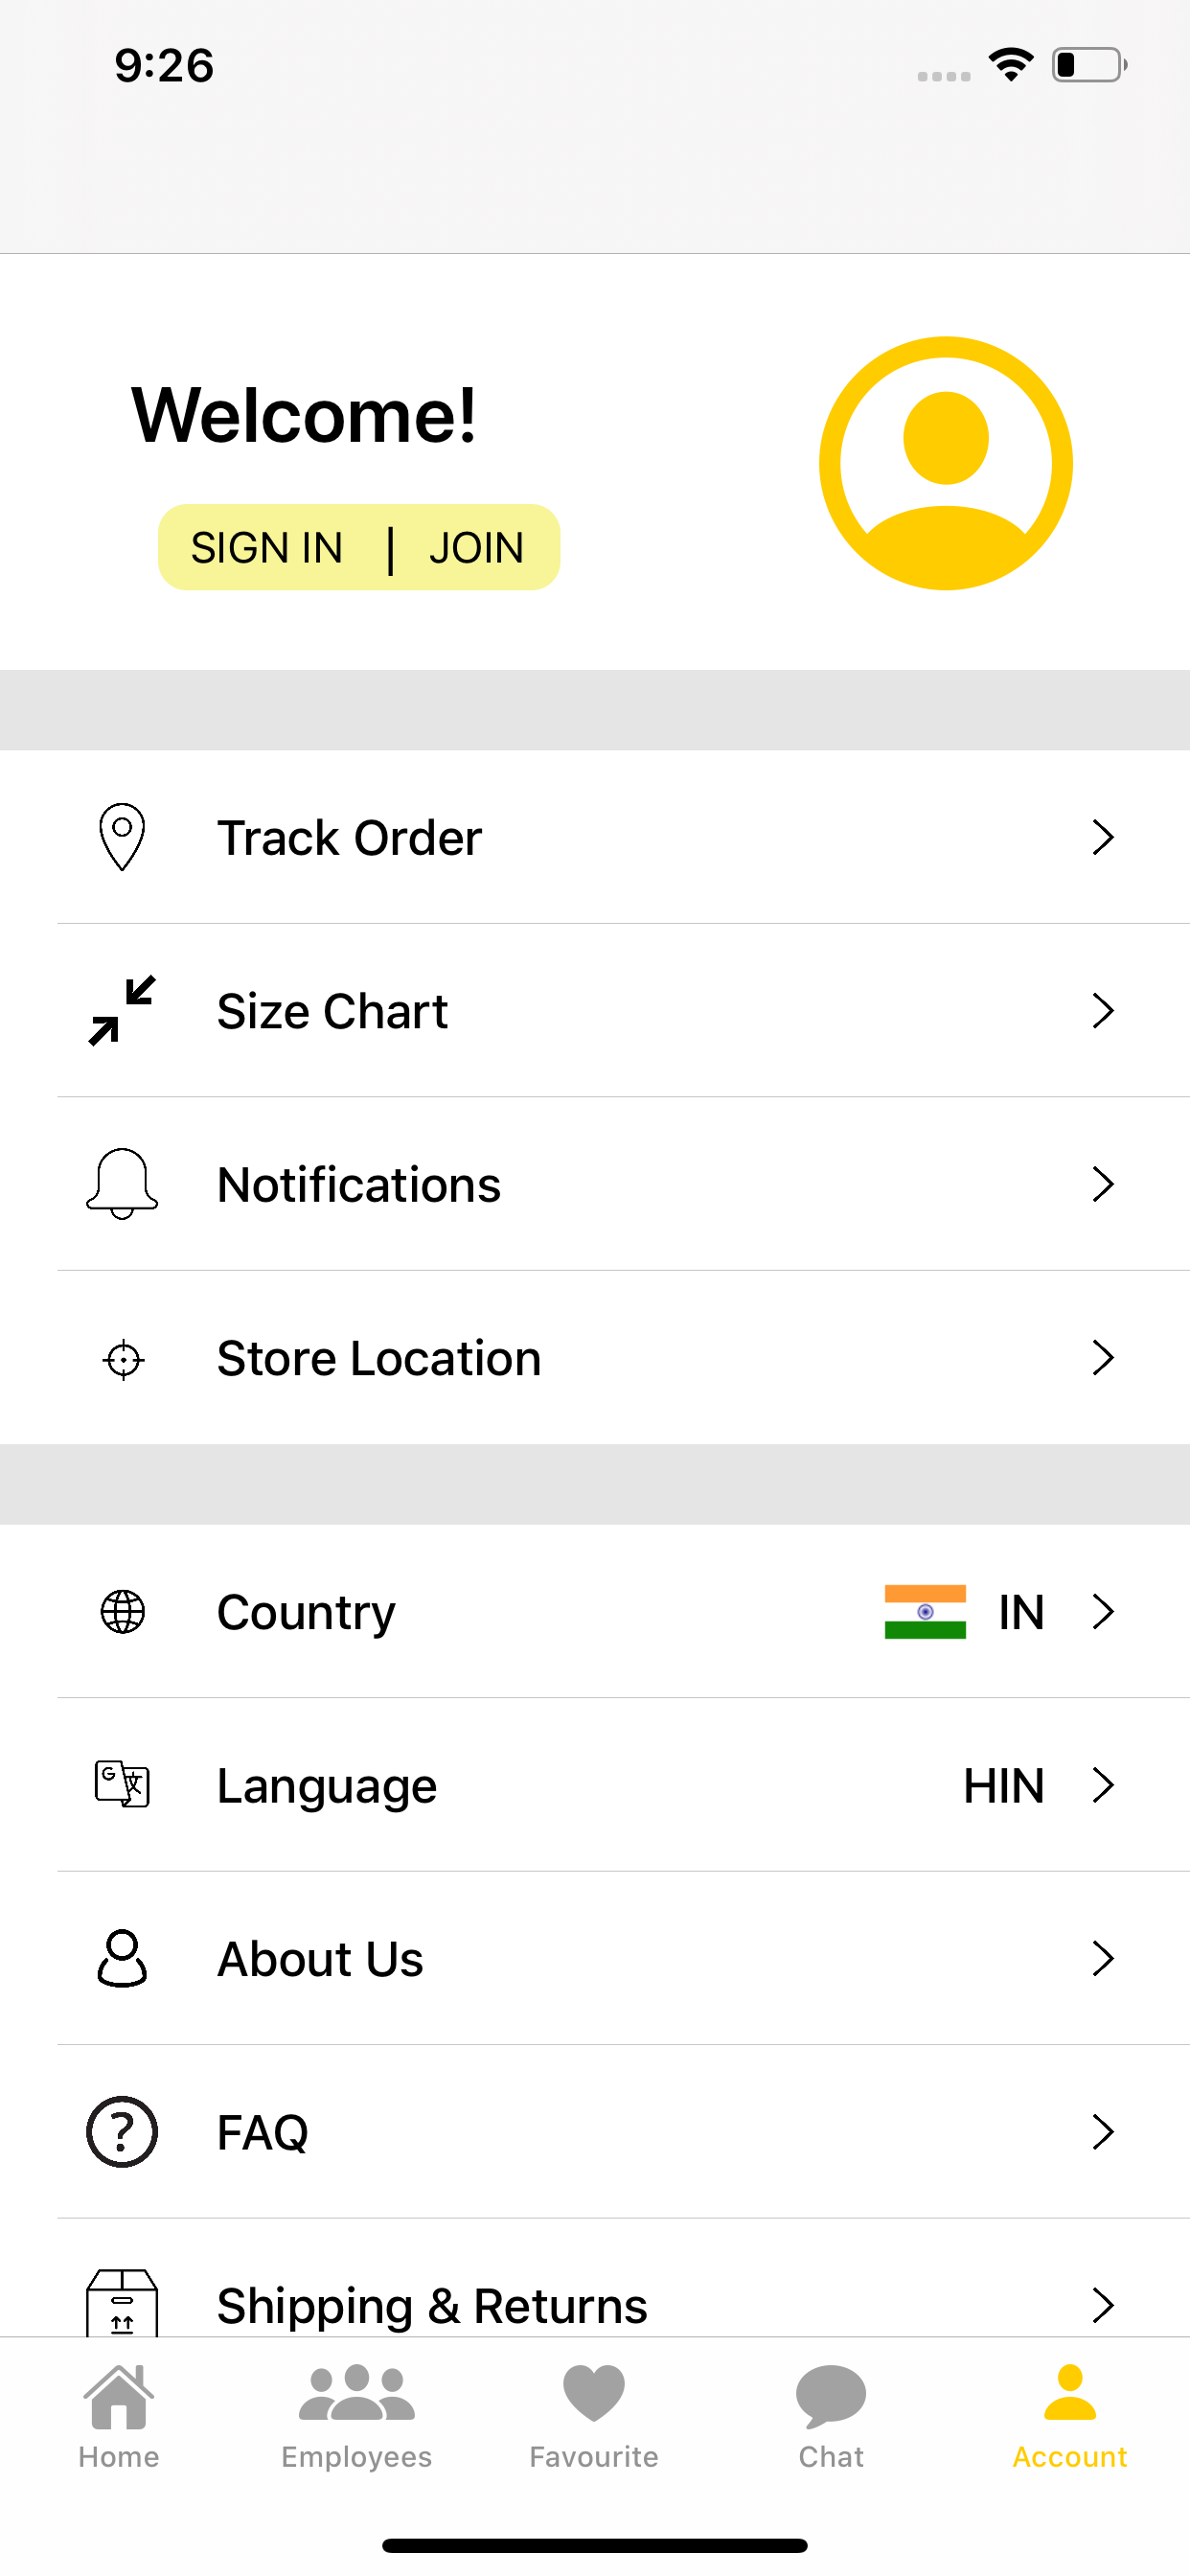 9:26
Welcome!
SIGN IN | JOIN
Track Order
Size Chart
Notifications
Store Location
Country IN
Language HIN
About Us
FAQ
Shipping & Returns
Home Employees Favourite Chat Account